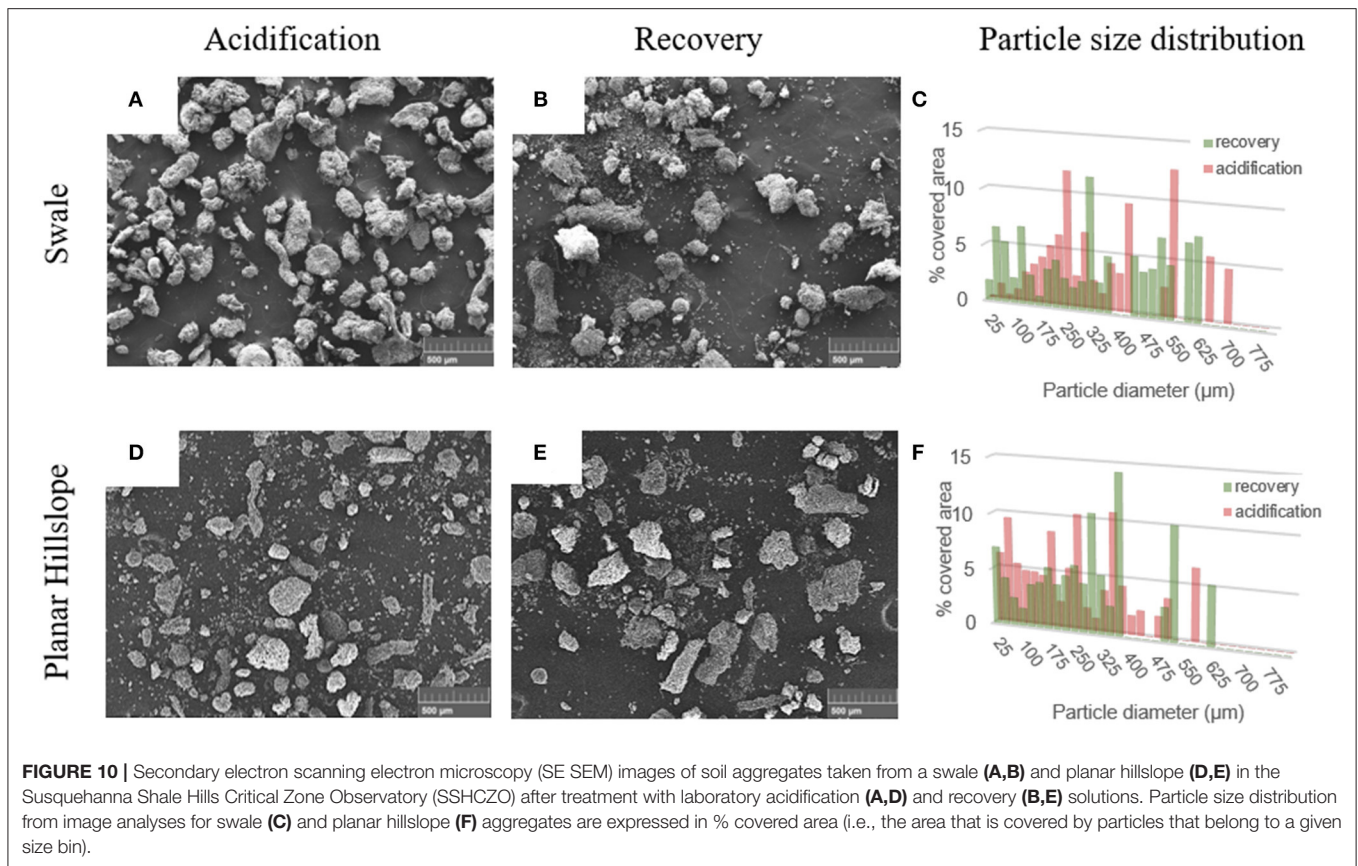 Acidification
Recovery
Particle size distribution
Swale
A
500 µm
B
500 µm
C
15
10
5
0
% covered area
recovery
acidification
25
100
175
250
325
400
475
550
625
700
775
Particle diameter (µm)
Planar Hillslope
D
500 µm
E
500 µm
F
15
10
5
0
% covered area
recovery
acidification
25
100
175
250
325
400
475
550
625
700
775
Particle diameter (µm)
FIGURE 10 | Secondary electron scanning electron microscopy (SE SEM) images of soil aggregates taken from a swale (A,B) and planar hillslope (D,E) in the
Susquehanna Shale Hills Critical Zone Observatory (SSHCZO) after treatment with laboratory acidification (A,D) and recovery (B,E) solutions. Particle size distribution
from image analyses for swale (C) and planar hillslope (F) aggregates are expressed in % covered area (i.e., the area that is covered by particles that belong to a given
size bin).